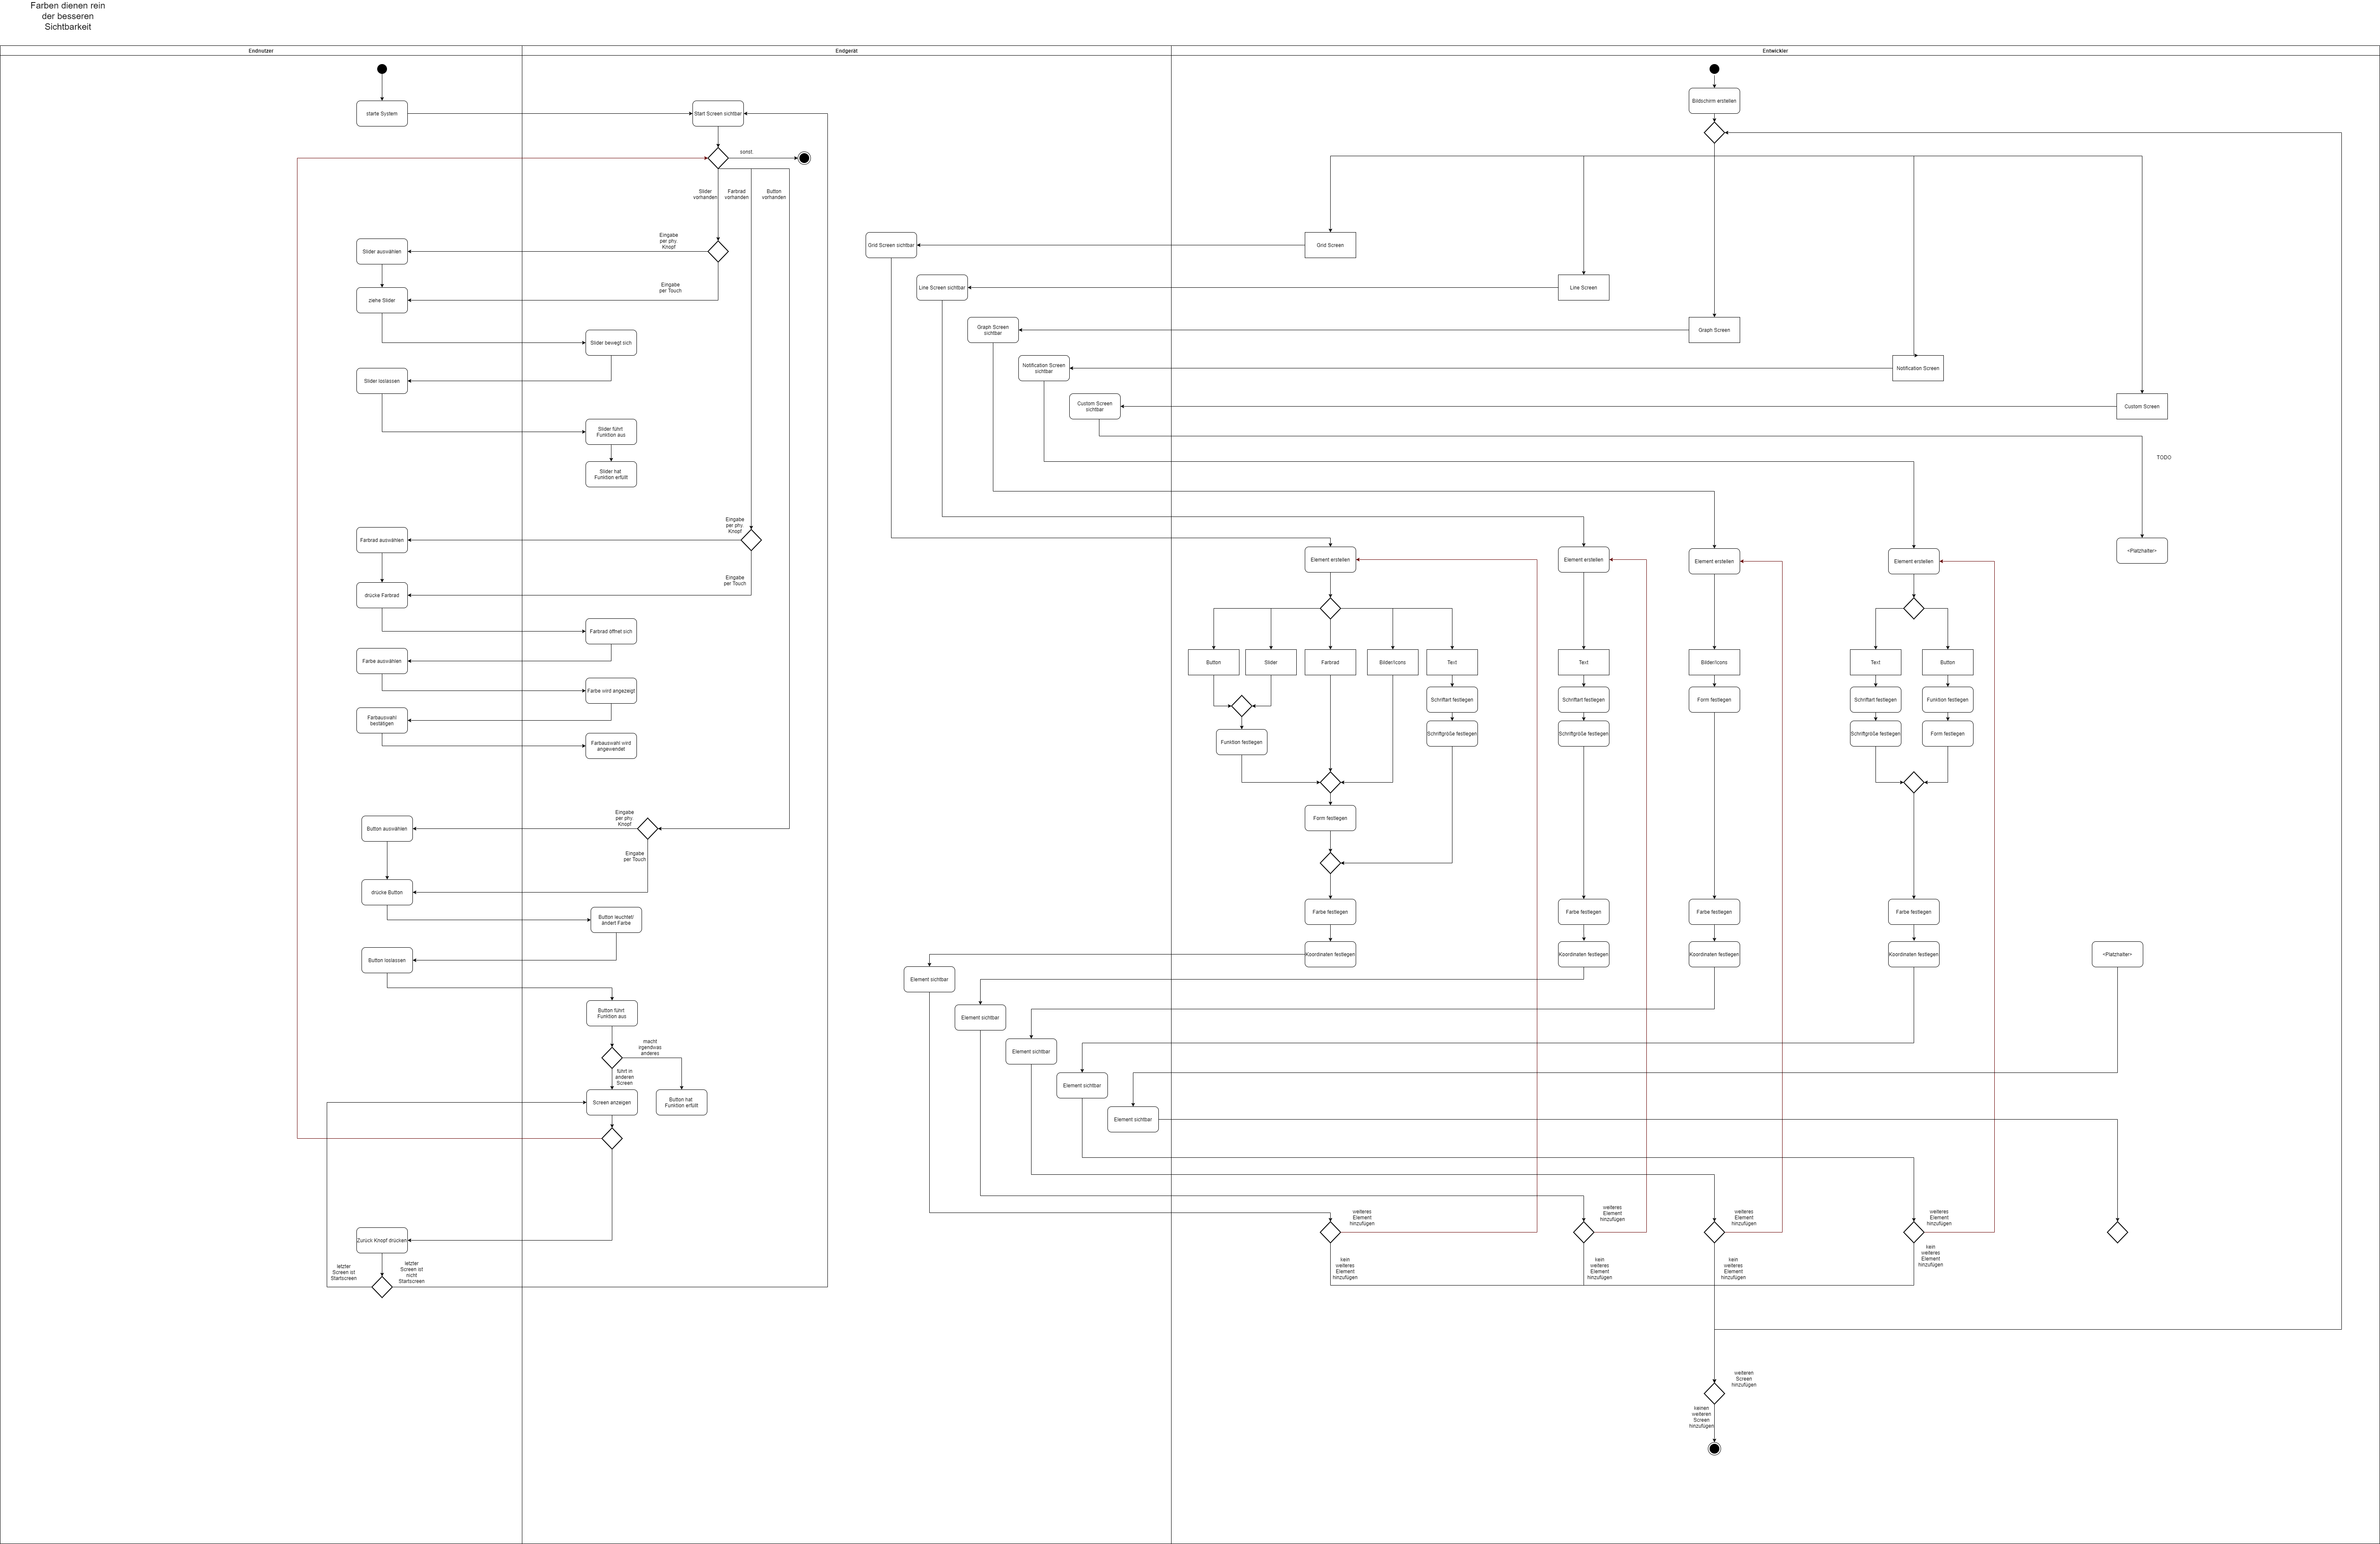 Farben dienen rein
der besseren
Sichtbarkeit
Endnutzer
Endgerät
Entwickler
starte System
Start Screen sichtbar
Bildschirm erstellen
sonst.
Slider
vorhanden
Farbrad
vorhanden
Button
vorhanden
Eingabe
per phy.
Knopf
Slider auswählen
Grid Screen sichtbar
Grid Screen
Eingabe
per Touch
ziehe Slider
Line Screen sichtbar
Line Screen
Graph Screen
sichtbar
Graph Screen
Slider bewegt sich
Notification Screen
sichtbar
Notification Screen
Slider loslassen
Custom Screen
sichtbar
Custom Screen
Slider führt
Funktion aus
TODO
Slider hat
Funktion erfüllt
Eingabe
per phy.
Knopf
Farbrad auswählen
<Platzhalter>
Element erstellen
Element erstellen
Element erstellen
Element erstellen
Eingabe
per Touch
drücke Farbrad
Farbrad öffnet sich
Farbe auswählen
Button
Slider
Farbrad
Bilder/Icons
Text
Text
Bilder/Icons
Text
Button
Farbe wird angezeigt
Schriftart festlegen
Schriftart festlegen
Form festlegen
Schriftart festlegen
Funktion festlegen
Farbauswahl
bestätigen
Schriftgröße festlegen
Schriftgröße festlegen
Schriftgröße festlegen
Form festlegen
Farbauswahl wird
angewendet
Funktion festlegen
Eingabe
per phy.
Knopf
Button auswählen
Form festlegen
Eingabe
per Touch
drücke Button
Button leuchtet/
ändert Farbe
Farbe festlegen
Farbe festlegen
Farbe festlegen
Farbe festlegen
Button loslassen
Koordinaten festlegen
Koordinaten festlegen
Koordinaten festlegen
Koordinaten festlegen
<Platzhalter>
Element sichtbar
Button führt
Funktion aus
Element sichtbar
macht
irgendwas
anderes
Element sichtbar
führt in
anderen
Screen
Element sichtbar
Screen anzeigen
Button hat
Funktion erfüllt
Element sichtbar
weiteres
Element
hinzufügen
weiteres
Element
hinzufügen
weiteres
Element
hinzufügen
weiteres
Element
hinzufügen
Zurück Knopf drücken
letzter
Screen ist
Startscreen
letzter
Screen ist
nicht
Startscreen
kein
weiteres
Element
hinzufügen
kein
weiteres
Element
hinzufügen
kein
weiteres
Element
hinzufügen
kein
weiteres
Element
hinzufügen
weiteren
Screen
hinzufügen
keinen
weiteren
Screen
hinzufügen